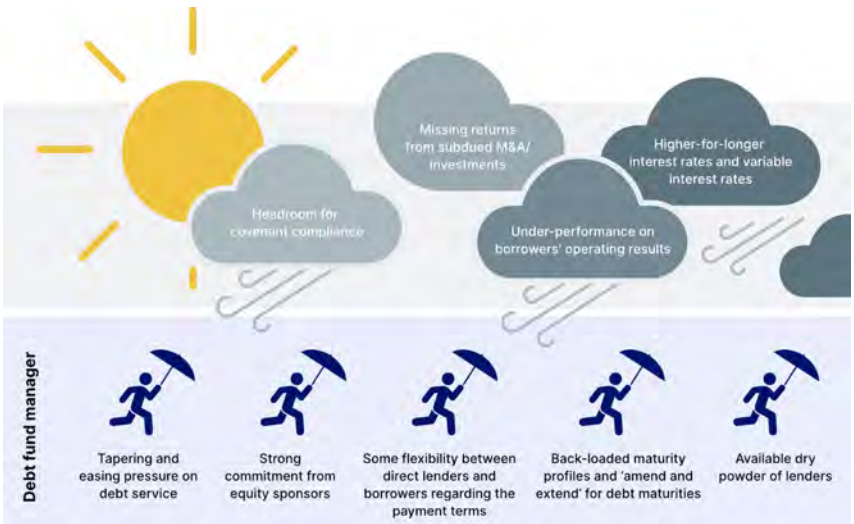 Missing returns
from subdued M&A/
investments
Higher-for-longer
interest rates and variable
interest rates
Headroom for
covenant compliance
Under-performance on
borrowers' operating results
Debt fund manager
Tapering and
easing pressure on
debt service
Strong
commitment from
equity sponsors
Some flexibility between
direct lenders and
borrowers regarding the
payment terms
Back-loaded maturity
profiles and 'amend and
extend' for debt maturities
Available dry
powder of lenders